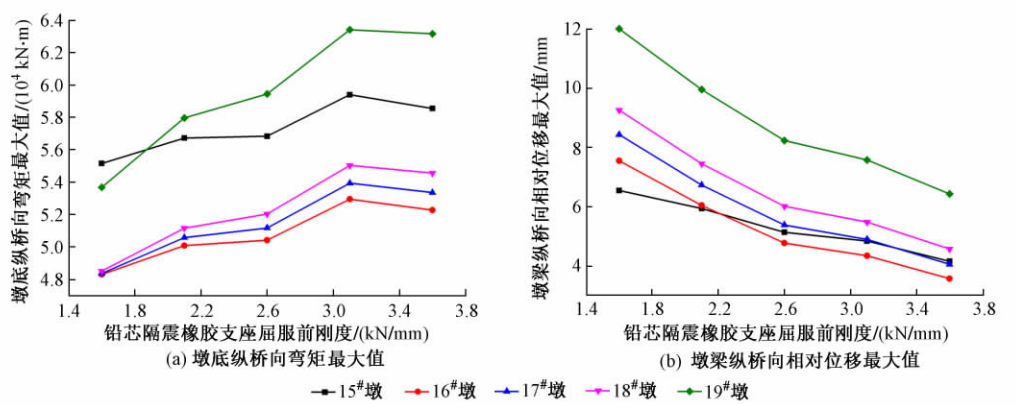 墩底纵桥向弯矩最大值/(10⁴ kN·m)
6.4
6.2
6.0
5.8
5.6
5.4
5.2
5.0
4.8
1.4 1.8 2.2 2.6 3.0 3.4 3.8
铅芯隔震橡胶支座屈服前刚度/(kN/mm)
(a) 墩底纵桥向弯矩最大值
墩梁纵桥向相对位移最大值/mm
12
10
8
6
4
1.4 1.8 2.2 2.6 3.0 3.4 3.8
铅芯隔震橡胶支座屈服前刚度/(kN/mm)
(b) 墩梁纵桥向相对位移最大值
15#墩 16#墩 17#墩 18#墩 19#墩